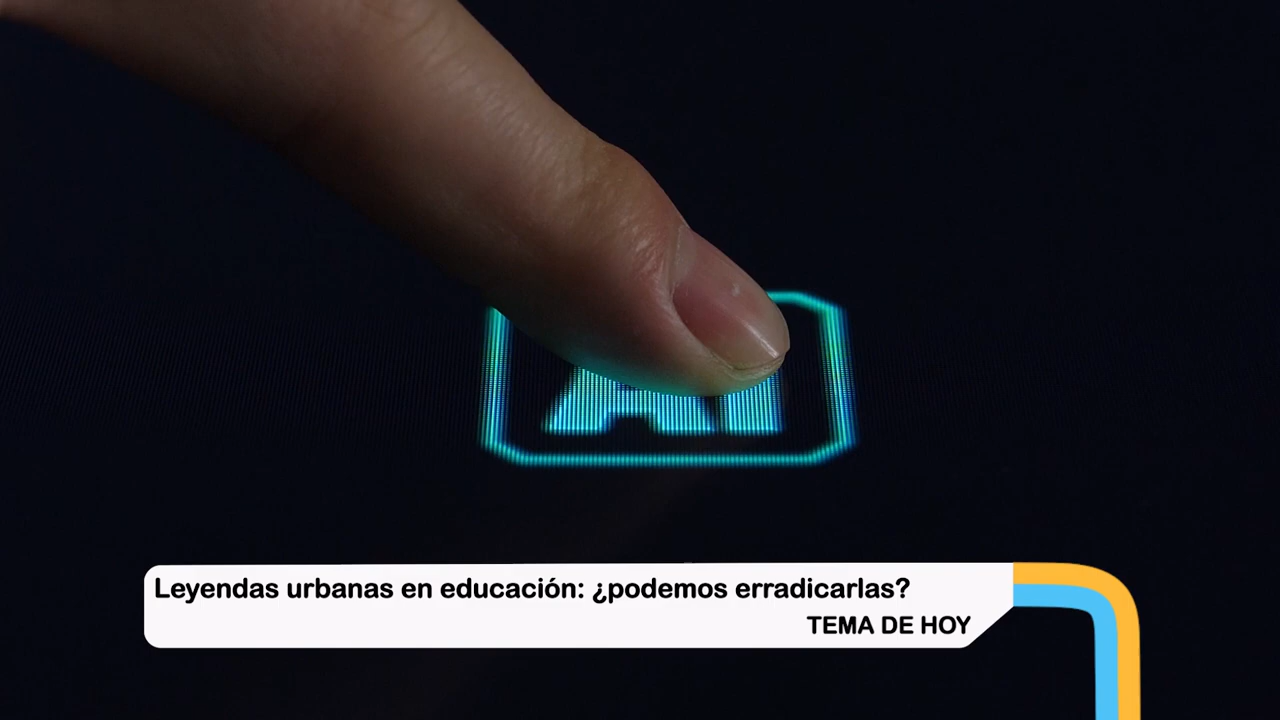 AI
Leyendas urbanas en educación: ¿podemos erradicarlas?
TEMA DE HOY